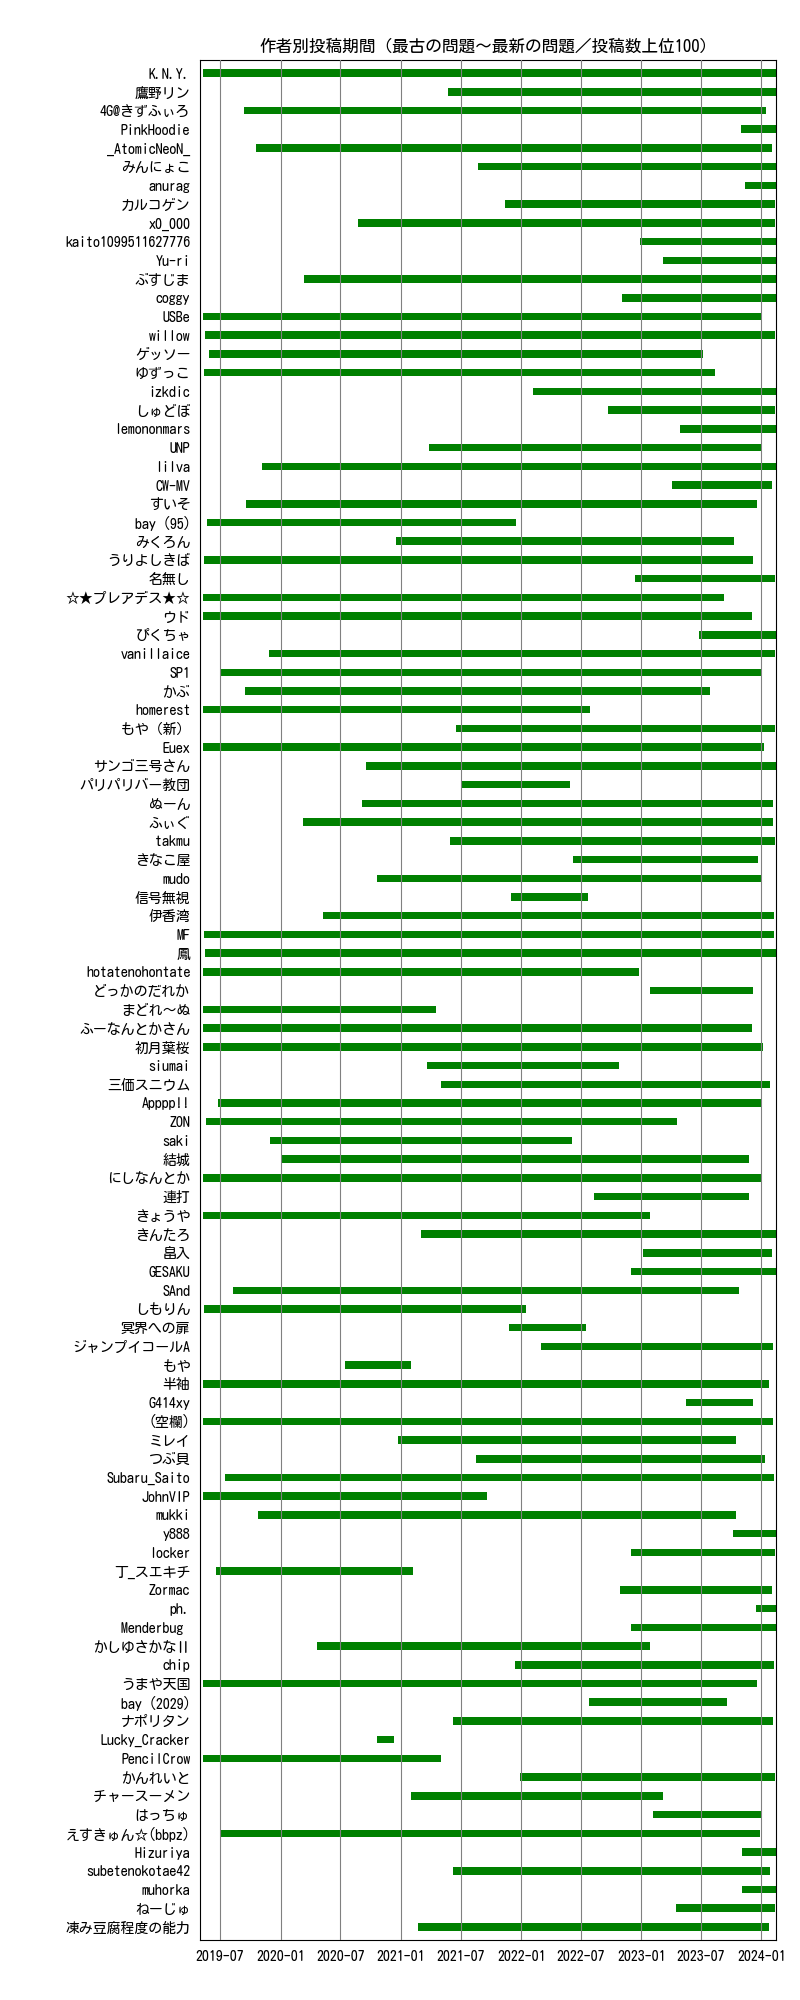 作者別投稿期間（最古の問題～最新の問題／投稿数上位100）
K.N.Y.
鷹野リン
4G@きずふぃろ
PinkHoodie
_AtomicNeoN_
みんにょこ
anurag
カルコゲン
x0_000
kaito1099511627776
Yu-ri
ぶすじま
coggy
USBe
willow
ゲッソー
ゆずっこ
izkdic
しゅどぼ
lemononmars
UNP
lilva
CW-MV
すいそ
bay (95)
みくろん
うりよしきば
名無し
☆★プレアデス★☆
ウド
ぴくちゃ
vanillaice
SP1
かぶ
homerest
もや（新）
Euex
サンゴ三号さん
パリパリバー教団
ぬーん
ふぃぐ
takmu
きなこ屋
mudo
信号無視
伊香湾
MF
鳳
hotatenohontate
どっかのだれか
まどれ～ぬ
ふーなんとかさん
初月葉桜
siumai
三価スニウム
Appppll
ZON
saki
結城
にしなんとか
連打
きょうや
きんたろ
畠入
GESAKU
SAnd
しもりん
冥界への扉
ジャンプイコールA
もや
半袖
G414xy
(空欄)
ミレイ
つぶ貝
Subaru_Saito
JohnVIP
mukki
y888
locker
丁_スエキチ
Zormac
ph.
Menderbug
かしゆさかなII
chip
うまや天国
bay (2029)
ナポリタン
Lucky_Cracker
PencilCrow
かんれいと
チャースーメン
はっちゅ
えすきゅん☆(bbpz)
Hizuriya
subetenokotae42
muhorka
ねーじゅ
凍み豆腐程度の能力
2019-07 2020-01 2020-07 2021-01 2021-07 2022-01 2022-07 2023-01 2023-07 2024-01